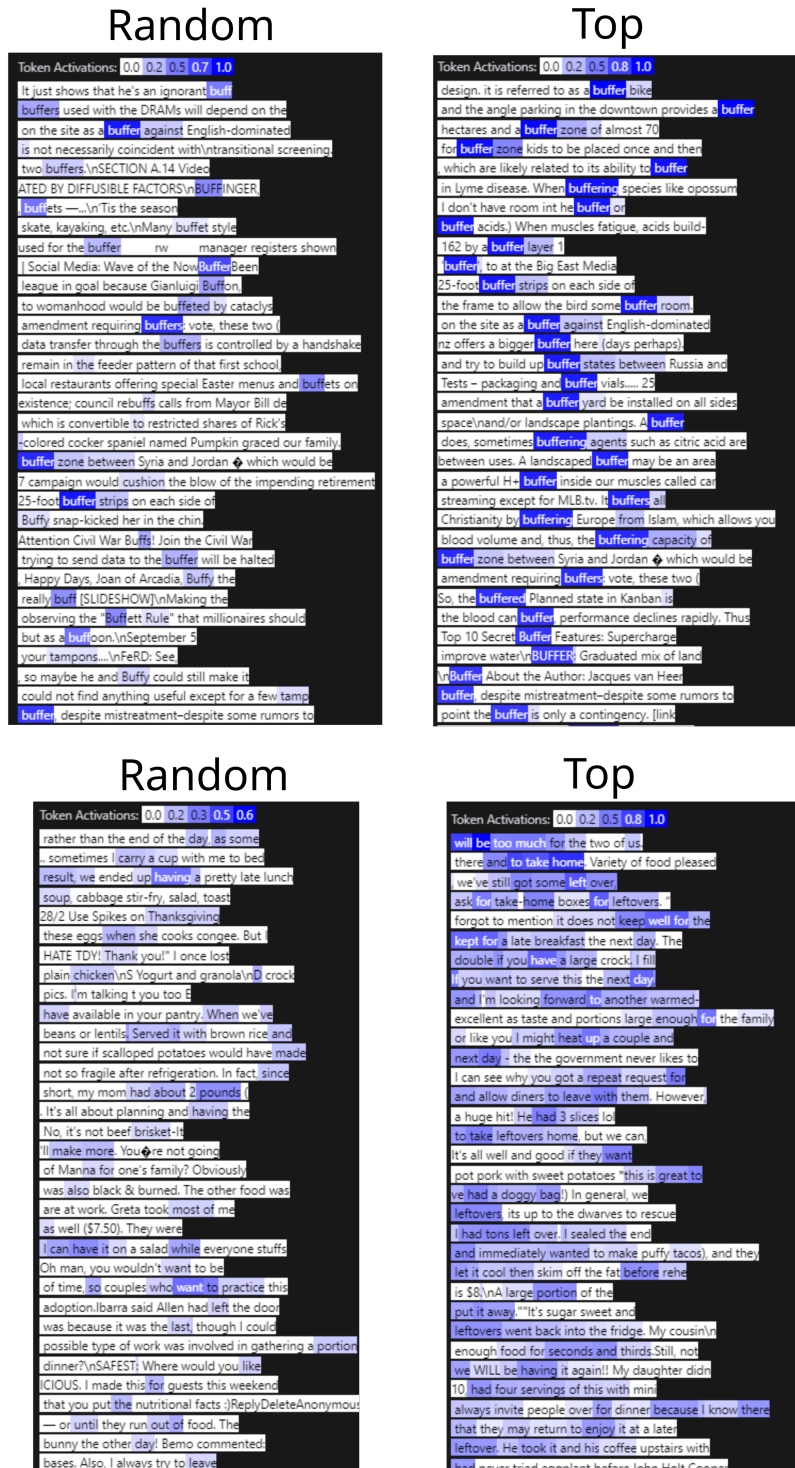 Random
Token Activations: 0.0 0.2 0.5 0.7 1.0
It just shows that he's an ignorant buff
buffers used with the DRAMs will depend on the
on the site as a buffer against English-dominated
is not necessarily coincident with\ntransitional screening.
two buffers.\nSECTION A.14 Video
ATED BY DIFFUSIBLE FACTORS\nBUFFINGER,
, buffets —...\n'Tis the season
skate, kayaking, etc.\nMany buffet style
used for the buffer rw manager registers shown
| Social Media: Wave of the NowBufferBeen
league in goal because Gianluigi Buffon,
to womanhood would be buffeted by cataclys
amendment requiring buffers: vote, these two (
data transfer through the buffers is controlled by a handshake
remain in the feeder pattern of that first school,
local restaurants offering special Easter menus and buffets on
existence; council rebuffs calls from Mayor Bill de
which is convertible to restricted shares of Rick's
-colored cocker spaniel named Pumpkin graced our family.
buffer zone between Syria and Jordan � which would be
7 campaign would cushion the blow of the impending retirement
25-foot buffer strips on each side of
Buffy snap-kicked her in the chin.
Attention Civil War Buffs! Join the Civil War
trying to send data to the buffer will be halted
, Happy Days, Joan of Arcadia, Buffy the
really buff [SLIDESHOW]\nMaking the
observing the "Buffett Rule" that millionaires should
but as a buffoon.\nSeptember 5
your tampons....\nFeRD: See,
, so maybe he and Buffy could still make it
could not find anything useful except for a few tamp
buffer, despite mistreatment–despite some rumors to
Top
Token Activations: 0.0 0.2 0.5 0.8 1.0
design. it is referred to as a buffer bike
and the angle parking in the downtown provides a buffer
hectares and a buffer zone of almost 70
for buffer zone kids to be placed once and then
, which are likely related to its ability to buffer
in Lyme disease. When buffering species like opossum
I don't have room int he buffer or
buffer acids.) When muscles fatigue, acids build-
162 by a buffer layer 1
'buffer', to at the Big East Media
25-foot buffer strips on each side of
the frame to allow the bird some buffer room.
on the site as a buffer against English-dominated
nz offers a bigger buffer here (days perhaps).
and try to build up buffer states between Russia and
Tests – packaging and buffer vials..... 25
amendment that a buffer yard be installed on all sides
space\nand/or landscape plantings. A buffer
does, sometimes buffering agents such as citric acid are
between uses. A landscaped buffer may be an area
a powerful H+ buffer inside our muscles called car
streaming except for MLB.tv. It buffers all
Christianity by buffering Europe from Islam, which allows you
blood volume and, thus, the buffering capacity of
buffer zone between Syria and Jordan � which would be
amendment requiring buffers: vote, these two (
So, the buffered Planned state in Kanban is
the blood can buffer, performance declines rapidly. Thus
Top 10 Secret Buffer Features: Supercharge
improve water\nBUFFER: Graduated mix of land
\nBuffer About the Author: Jacques van Heer
buffer, despite mistreatment–despite some rumors to
point the buffer is only a contingency. [link
Random
Token Activations: 0.0 0.2 0.3 0.5 0.6
rather than the end of the day, as some
.. sometimes I carry a cup with me to bed
result, we ended up having a pretty late lunch
soup, cabbage stir-fry, salad, toast
28/2 Use Spikes on Thanksgiving
these eggs when she cooks congee. But I
HATE TDY! Thank you!" I once lost
plain chicken\nS Yogurt and granola\nD crock
pics. I'm talking t you too E
have available in your pantry. When we've
beans or lentils. Served it with brown rice and
not sure if scalloped potatoes would have made
not so fragile after refrigeration. In fact, since
short, my mom had about 2 pounds (
. It's all about planning and having the
No, it's not beef brisket-It
'll make more. You�re not going
of Manna for one's family? Obviously
was also black & burned. The other food was
are at work. Greta took most of me
as well ($7.50). They were
I can have it on a salad while everyone stuffs
Oh man, you wouldn't want to be
of time, so couples who want to practice this
adoption.Ibarra said Allen had left the door
was because it was the last, though I could
possible type of work was involved in gathering a portion
dinner?\nSAFEST: Where would you like
ICIOUS. I made this for guests this weekend
that you put the nutritional facts :)ReplyDeleteAnonymous
— or until they run out of food. The
bunny the other day! Bemo commented:
bases. Also, I always try to leave
Top
Token Activations: 0.0 0.2 0.5 0.8 1.0
will be too much for the two of us.
there and to take home. Variety of food pleased
, we've still got some left over,
ask for take-home boxes for leftovers. "
forgot to mention it does not keep well for the
kept for a late breakfast the next day. The
double if you have a large crock. I fill
If you want to serve this the next day
and I'm looking forward to another warmed-
excellent as taste and portions large enough for the family
or like you I might heat up a couple and
next day - the the government never likes to
I can see why you got a repeat request for
and allow diners to leave with them. However,
a huge hit! He had 3 slices lol
to take leftovers home, but we can,
It's all well and good if they want
pot pork with sweet potatoes "this is great to
ve had a doggy bag!) In general, we
leftovers, its up to the dwarves to rescue
I had tons left over. I sealed the end
and immediately wanted to make puffy tacos), and they
let it cool then skim off the fat before rehe
is $8.\nA large portion of the
put it away.""It's sugar sweet and
leftovers went back into the fridge. My cousin\n
enough food for seconds and thirds.Still, not
we WILL be having it again!! My daughter didn
10, had four servings of this with mini
always invite people over for dinner because I know there
that they may return to enjoy it at a later
leftover. He took it and his coffee upstairs with
had never tried eggplant before John Holt Cooper